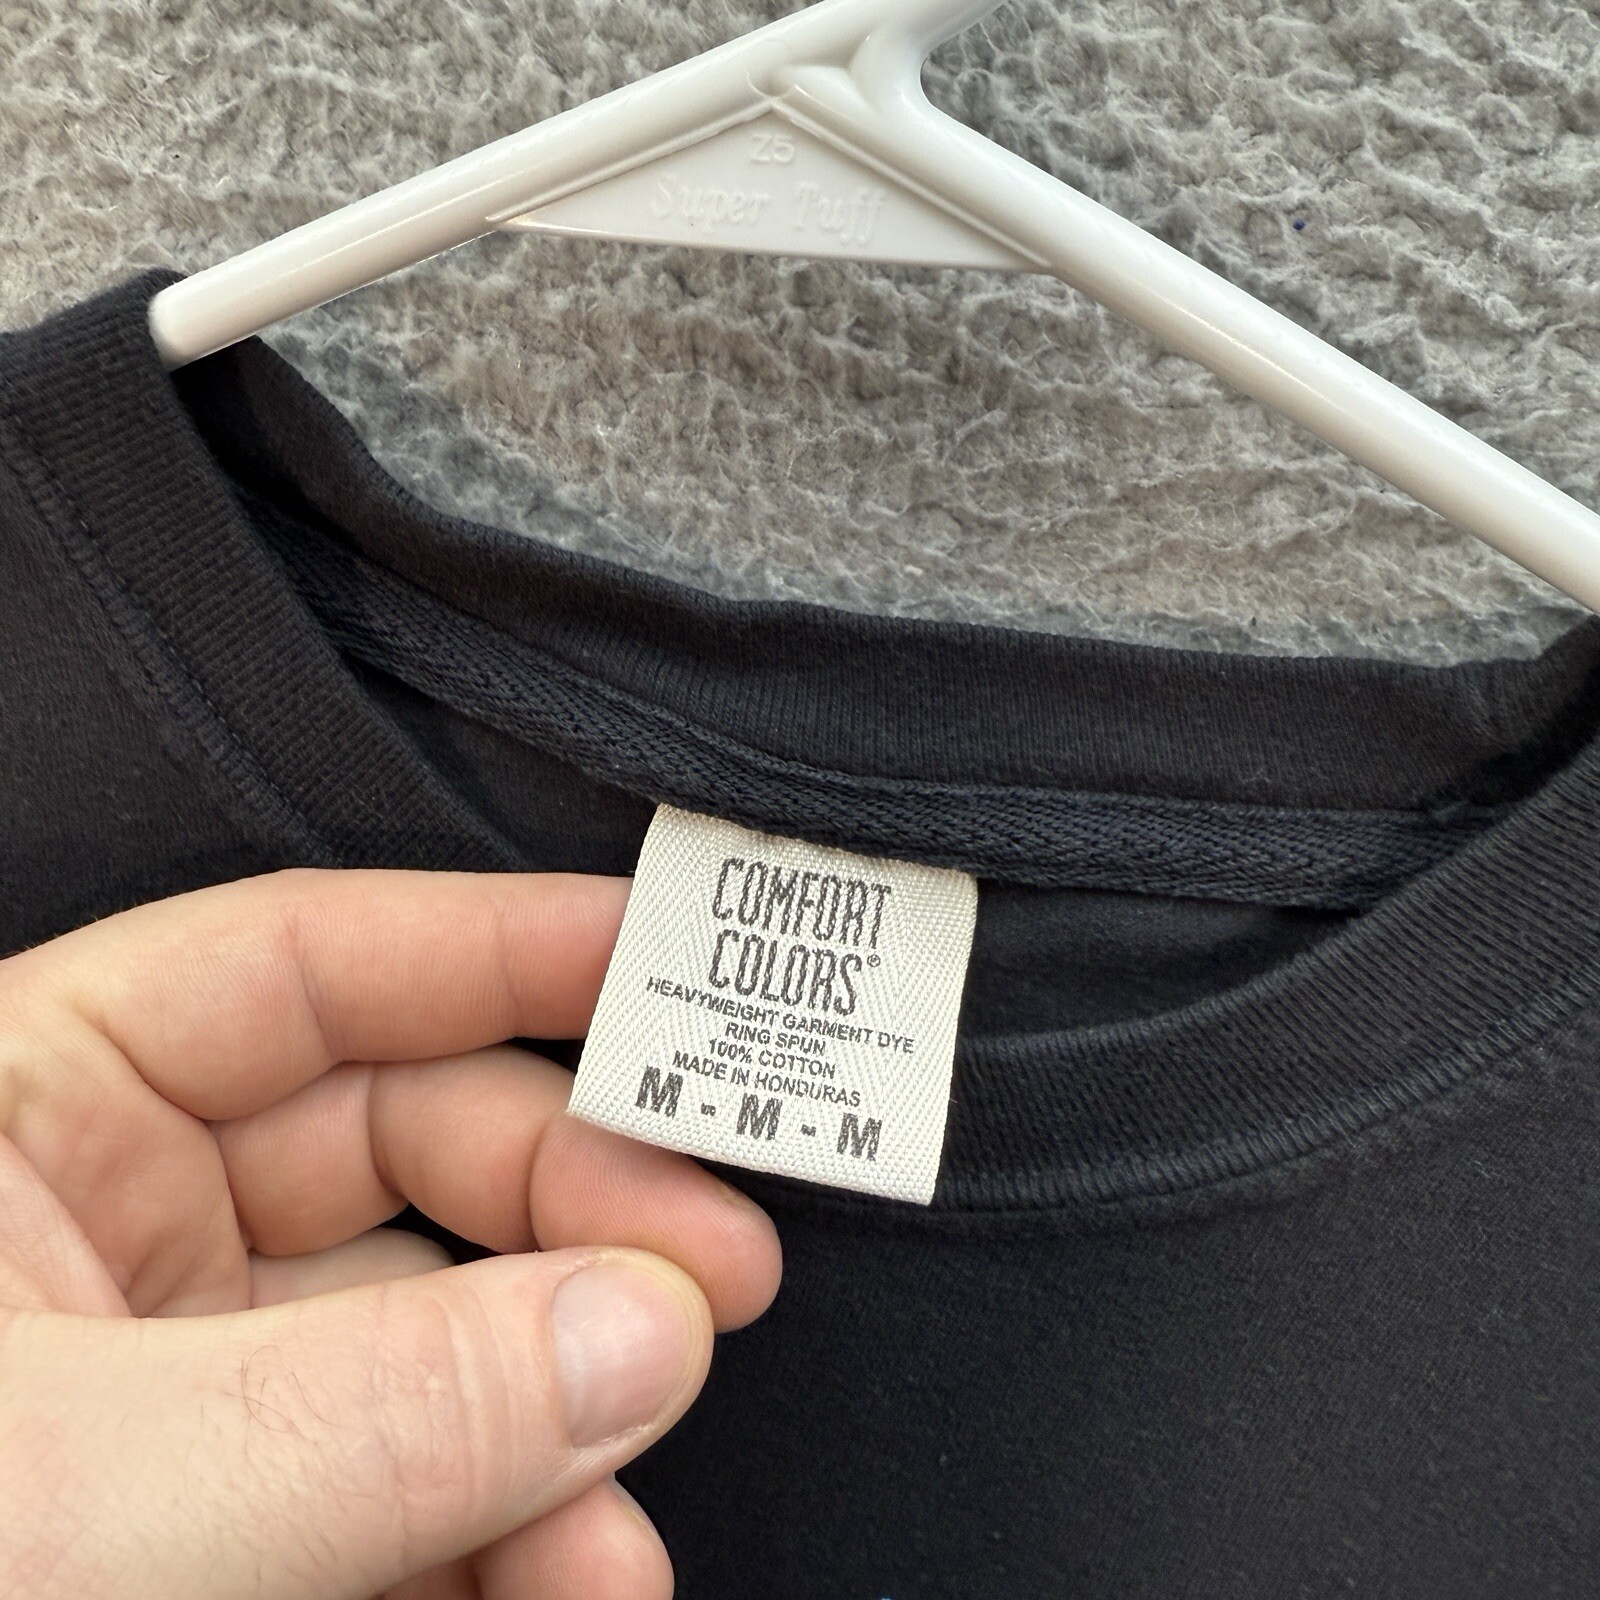 Z5
Super Tuff
COMFORT
COLORS®
HEAVYWEIGHT GARMENT DYE
RING SPUN
100% COTTON
MADE IN HONDURAS
M - M - M